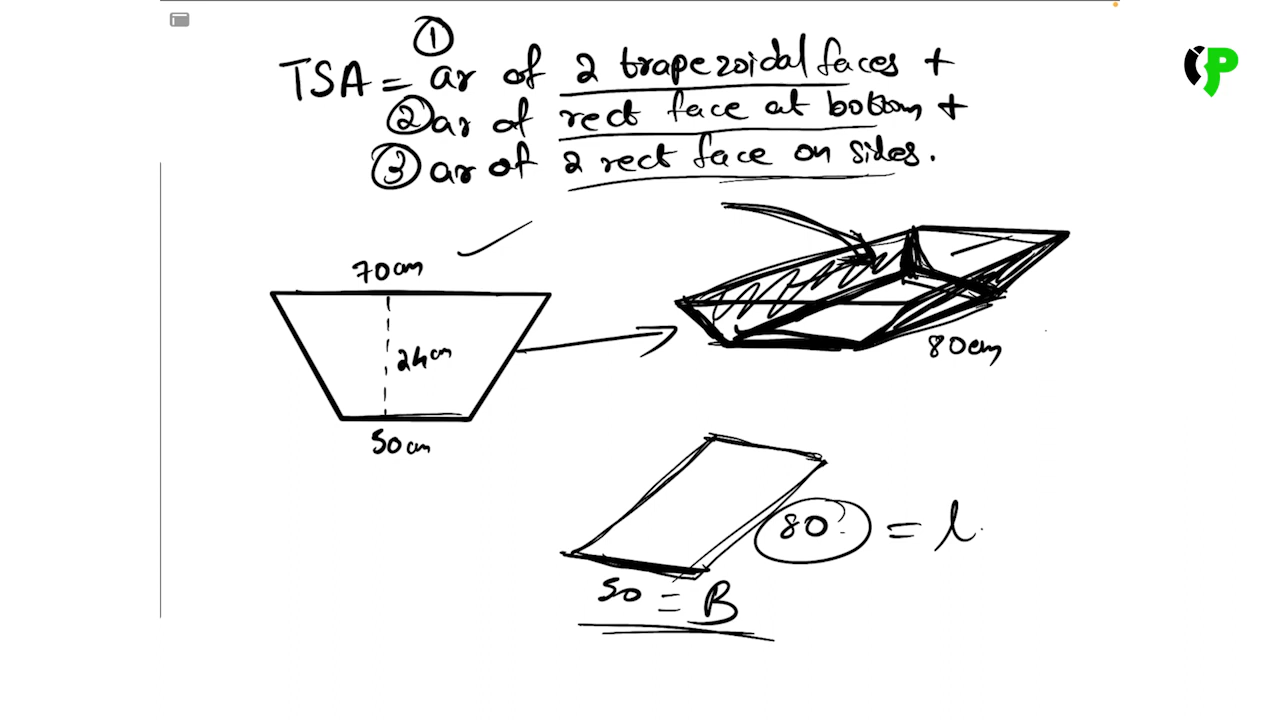 ①
TSA = ar of 2 trapezoidal faces +
② ar of rect face at bottom +
③ ar of 2 rect face on sides.
70cm
24cm
50cm
80cm
80 = l
50 = B
P